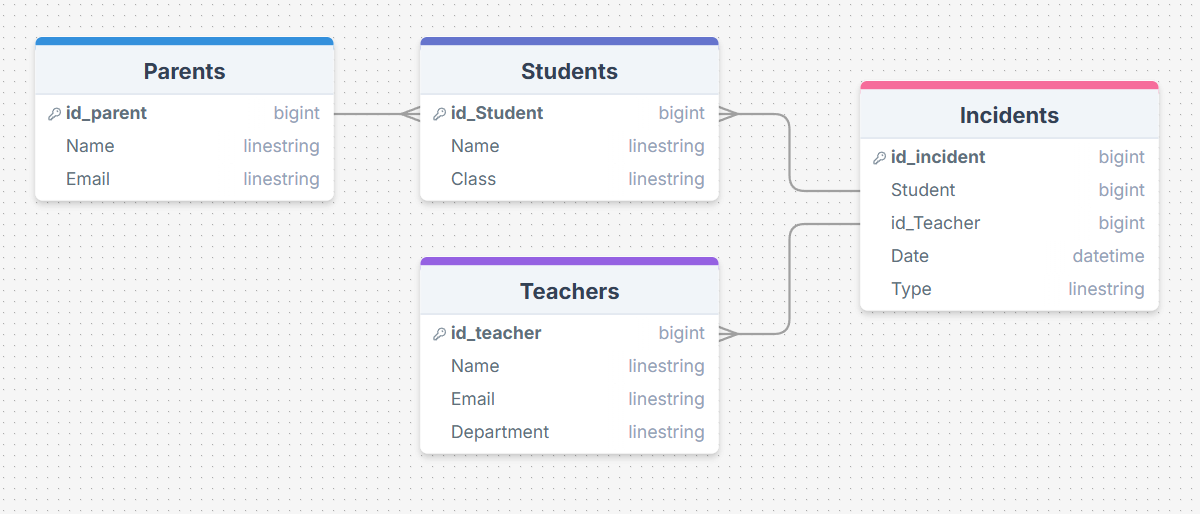 Parents
id_parent bigint
Name linestring
Email linestring
Students
id_Student bigint
Name linestring
Class linestring
Incidents
id_incident bigint
Student bigint
id_Teacher bigint
Date datetime
Type linestring
Teachers
id_teacher bigint
Name linestring
Email linestring
Department linestring